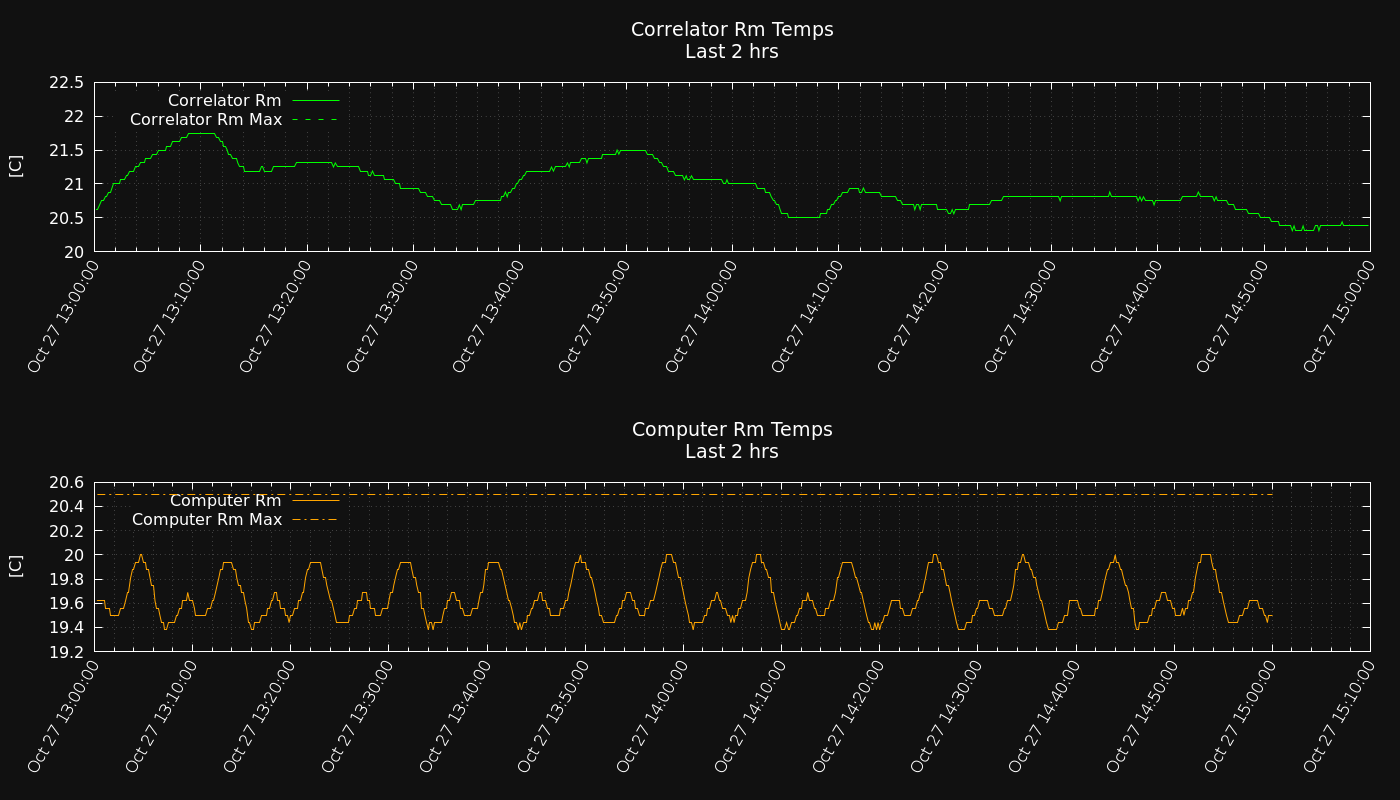 Correlator Rm Temps
Last 2 hrs
[C]
22.5
22
21.5
21
20.5
20
Correlator Rm
Correlator Rm Max
Oct 27 13:00:00
Oct 27 13:10:00
Oct 27 13:20:00
Oct 27 13:30:00
Oct 27 13:40:00
Oct 27 13:50:00
Oct 27 14:00:00
Oct 27 14:10:00
Oct 27 14:20:00
Oct 27 14:30:00
Oct 27 14:40:00
Oct 27 14:50:00
Oct 27 15:00:00
Computer Rm Temps
Last 2 hrs
[C]
20.6
20.4
20.2
20
19.8
19.6
19.4
19.2
Computer Rm
Computer Rm Max
Oct 27 13:00:00
Oct 27 13:10:00
Oct 27 13:20:00
Oct 27 13:30:00
Oct 27 13:40:00
Oct 27 13:50:00
Oct 27 14:00:00
Oct 27 14:10:00
Oct 27 14:20:00
Oct 27 14:30:00
Oct 27 14:40:00
Oct 27 14:50:00
Oct 27 15:00:00
Oct 27 15:10:00